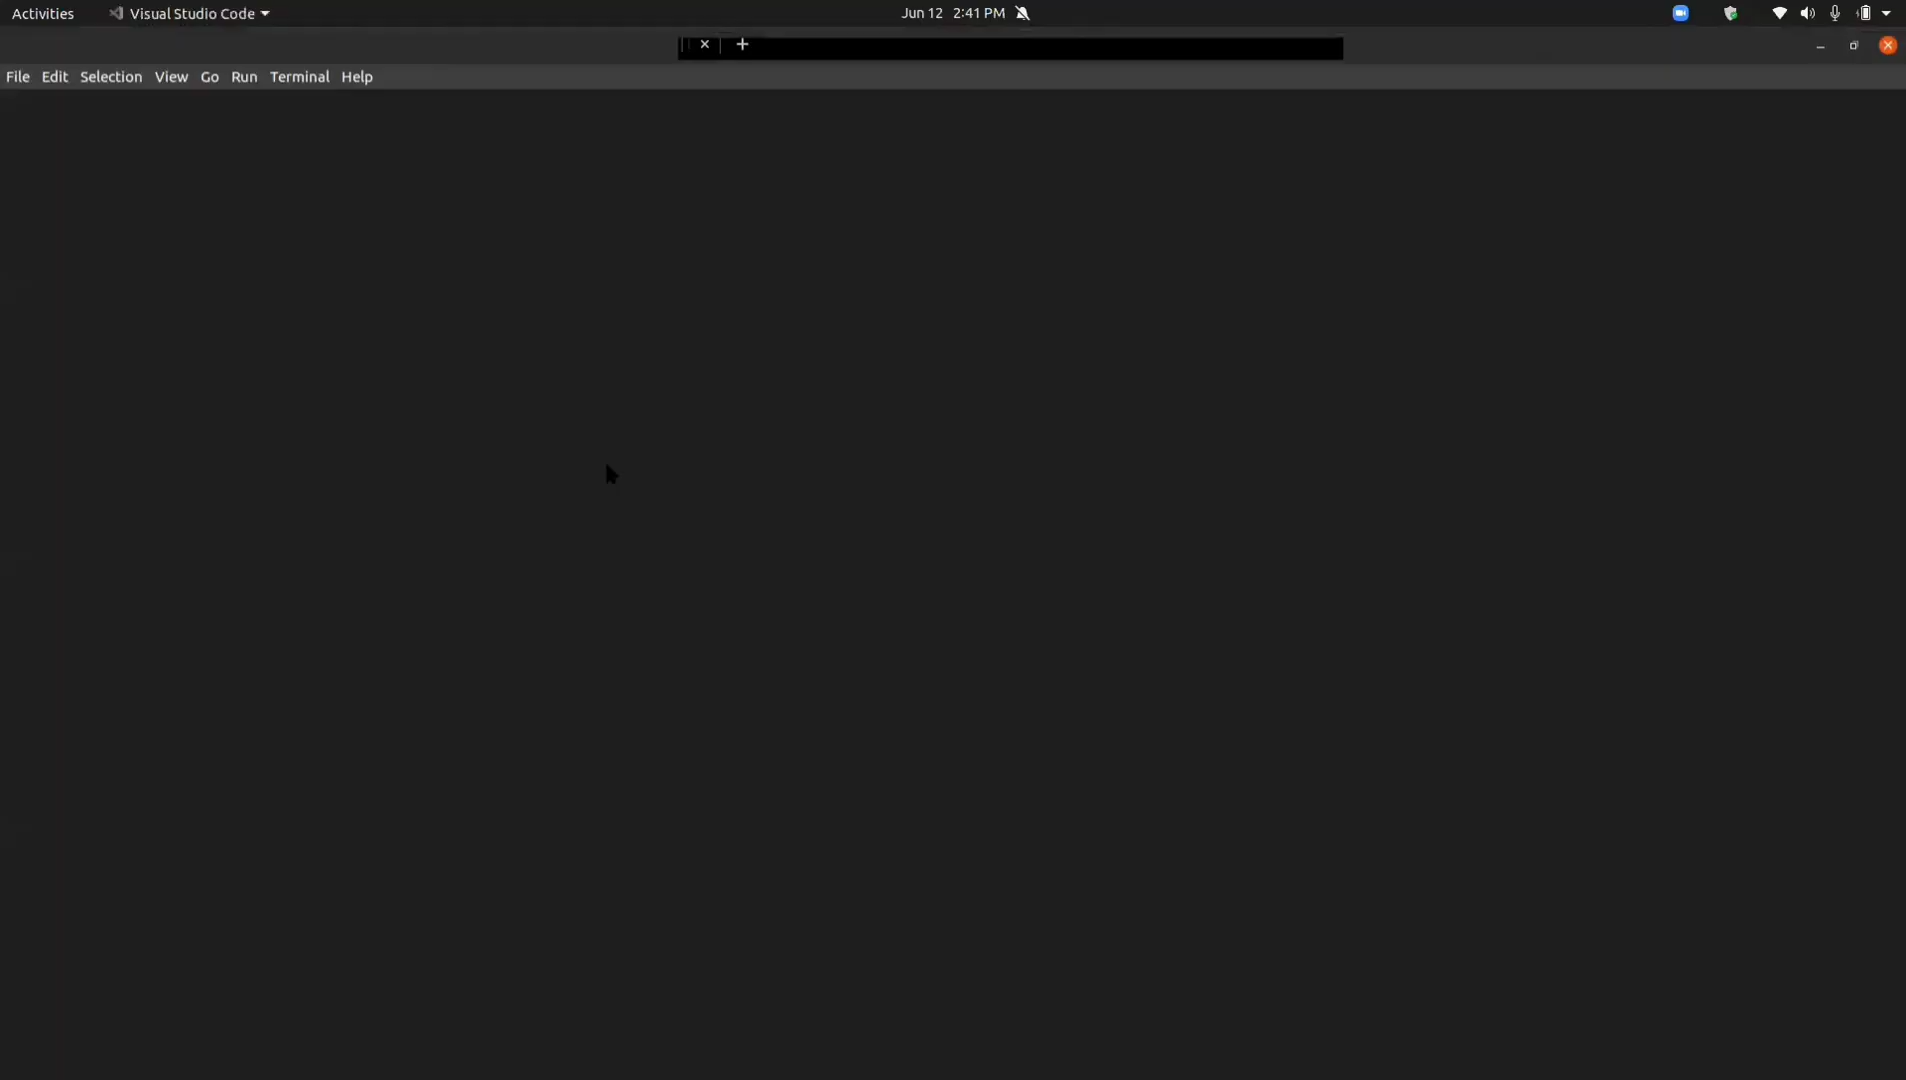 Activities Visual Studio Code Jun 12 2:41 PM
File Edit Selection View Go Run Terminal Help